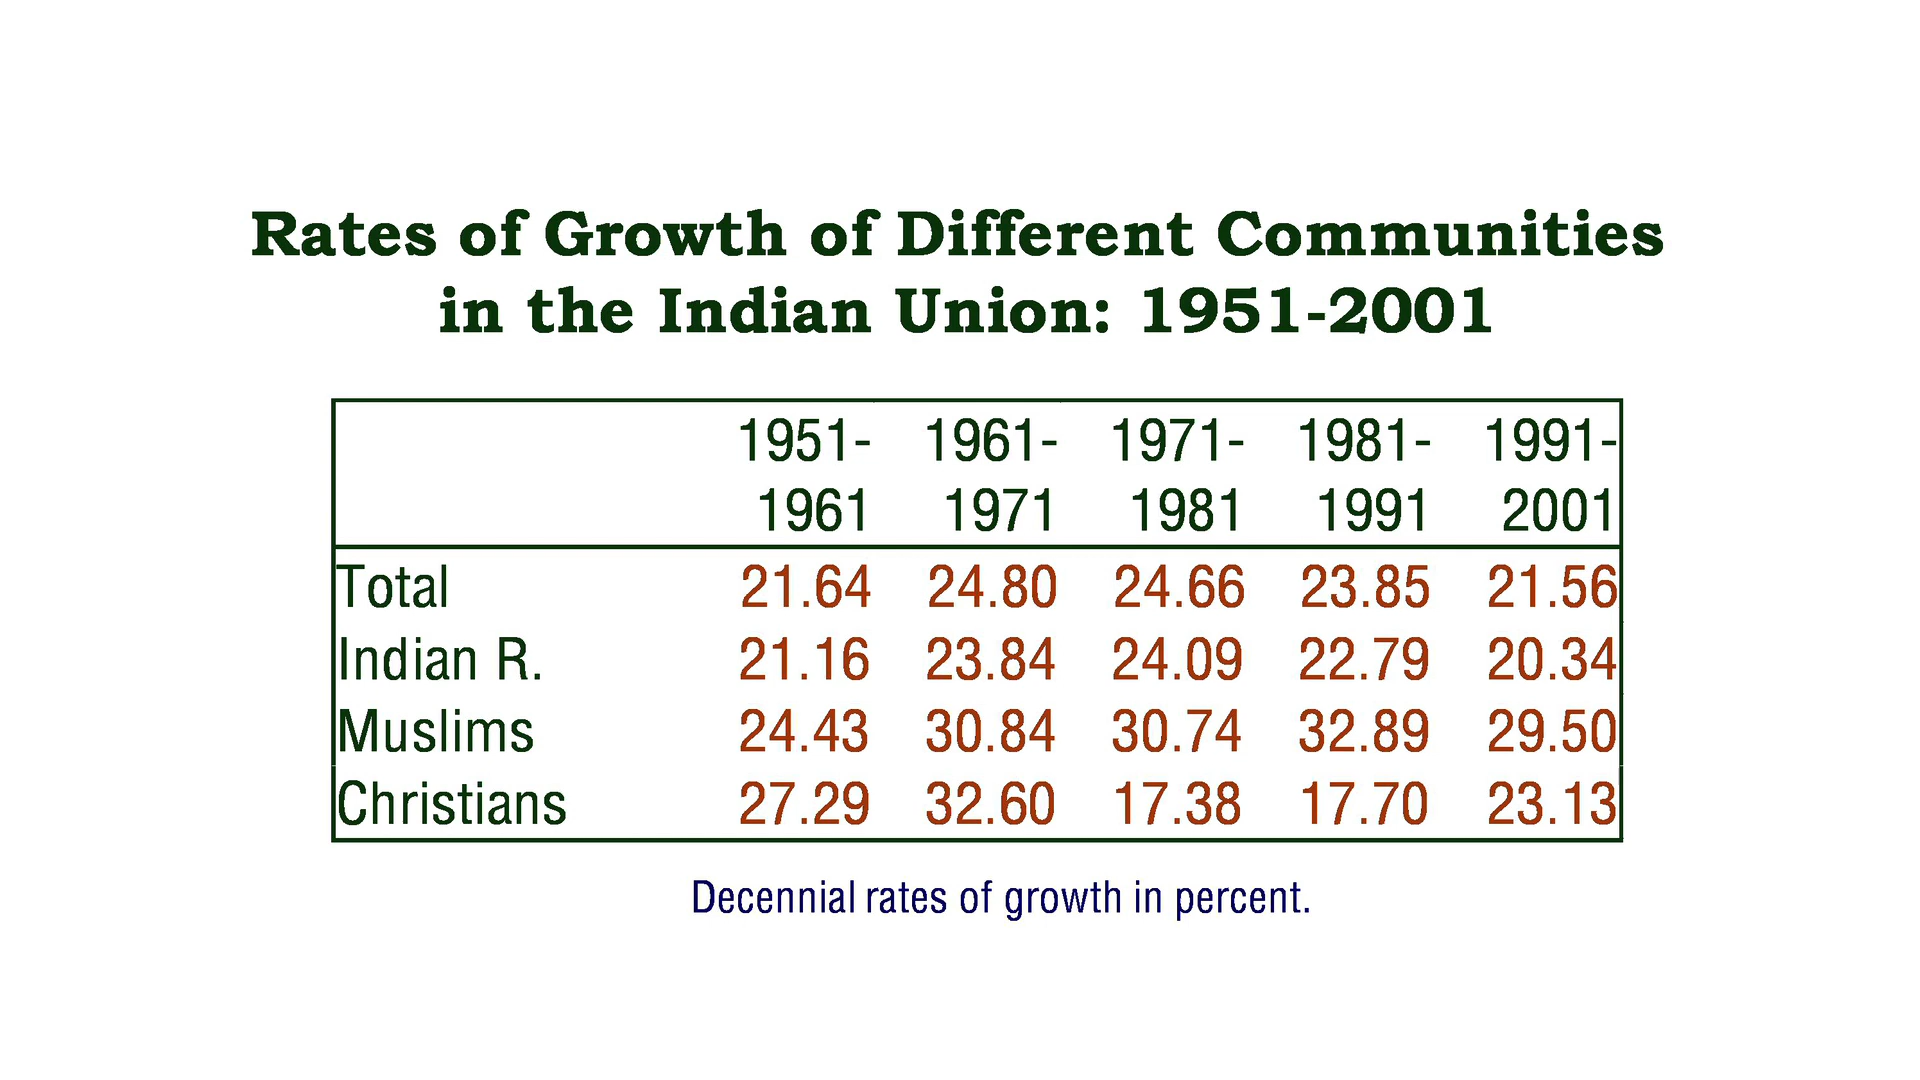 Rates of Growth of Different Communities
in the Indian Union: 1951-2001
1951- 1961- 1971- 1981- 1991-
1961 1971 1981 1991 2001
Total 21.64 24.80 24.66 23.85 21.56
Indian R. 21.16 23.84 24.09 22.79 20.34
Muslims 24.43 30.84 30.74 32.89 29.50
Christians 27.29 32.60 17.38 17.70 23.13
Decennial rates of growth in percent.